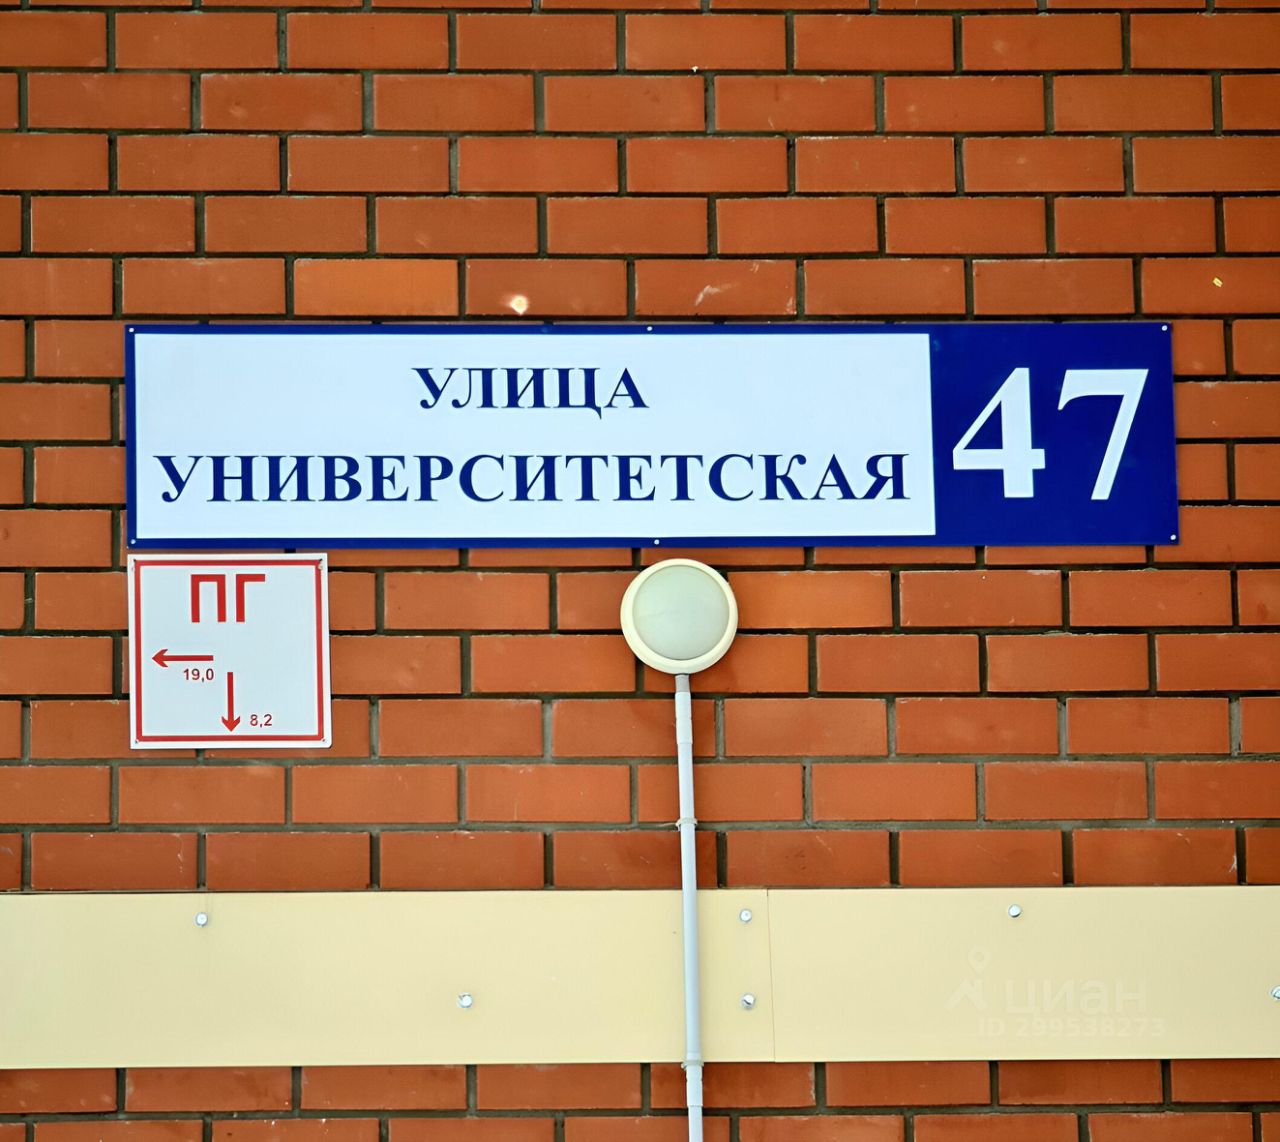 УЛИЦА
УНИВЕРСИТЕТСКАЯ
47
ПГ
19,0
8,2
циан
ID 299538273